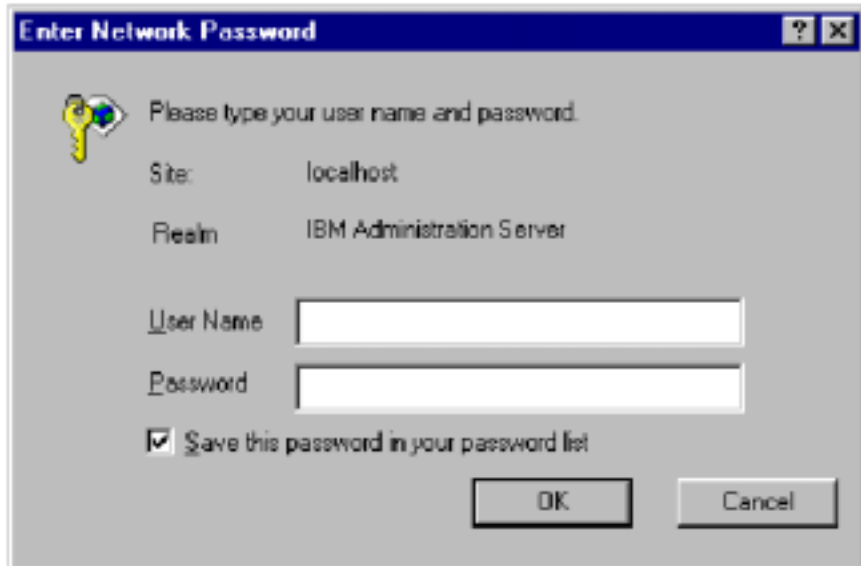 Enter Network Password
Please type your user name and password.
Site: localhost
Realm IBM Administration Server
User Name
Password
Save this password in your password list
OK Cancel